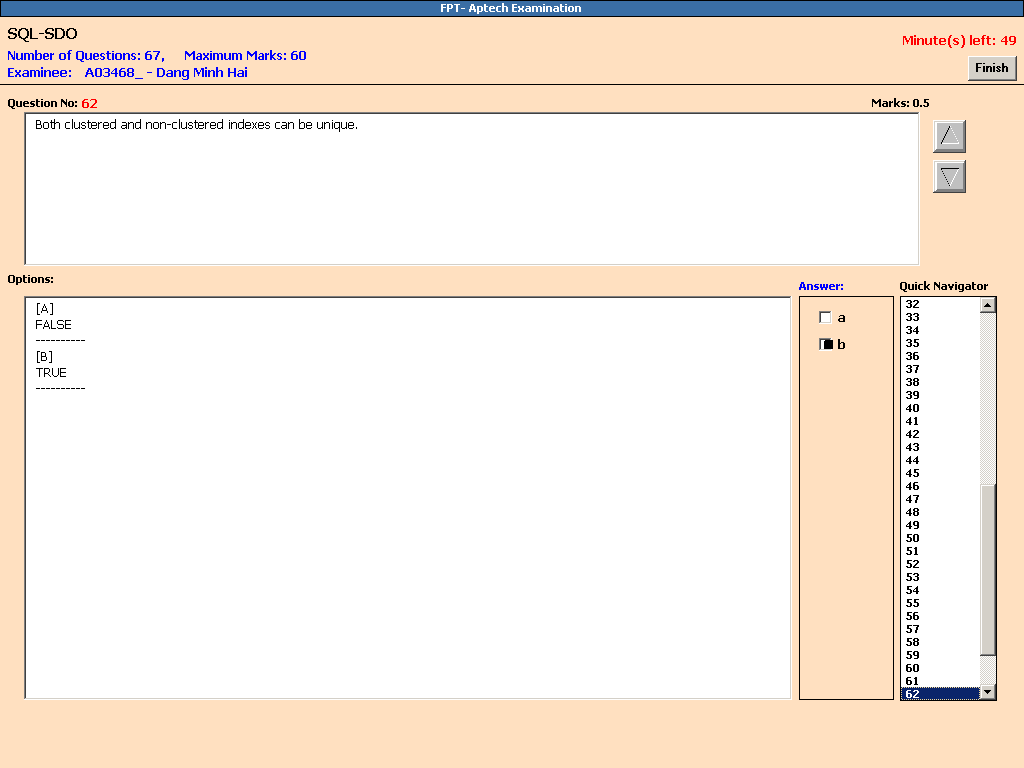 FPT- Aptech Examination
SQL-SDO
Minute(s) left: 49
Number of Questions: 67, Maximum Marks: 60
Examinee: A03468_ - Dang Minh Hai
Finish
Question No: 62
Marks: 0.5
Both clustered and non-clustered indexes can be unique.
Options:
Answer:
Quick Navigator
[A]
FALSE
----------
[B]
TRUE
----------
a
b
32
33
34
35
36
37
38
39
40
41
42
43
44
45
46
47
48
49
50
51
52
53
54
55
56
57
58
59
60
61
62